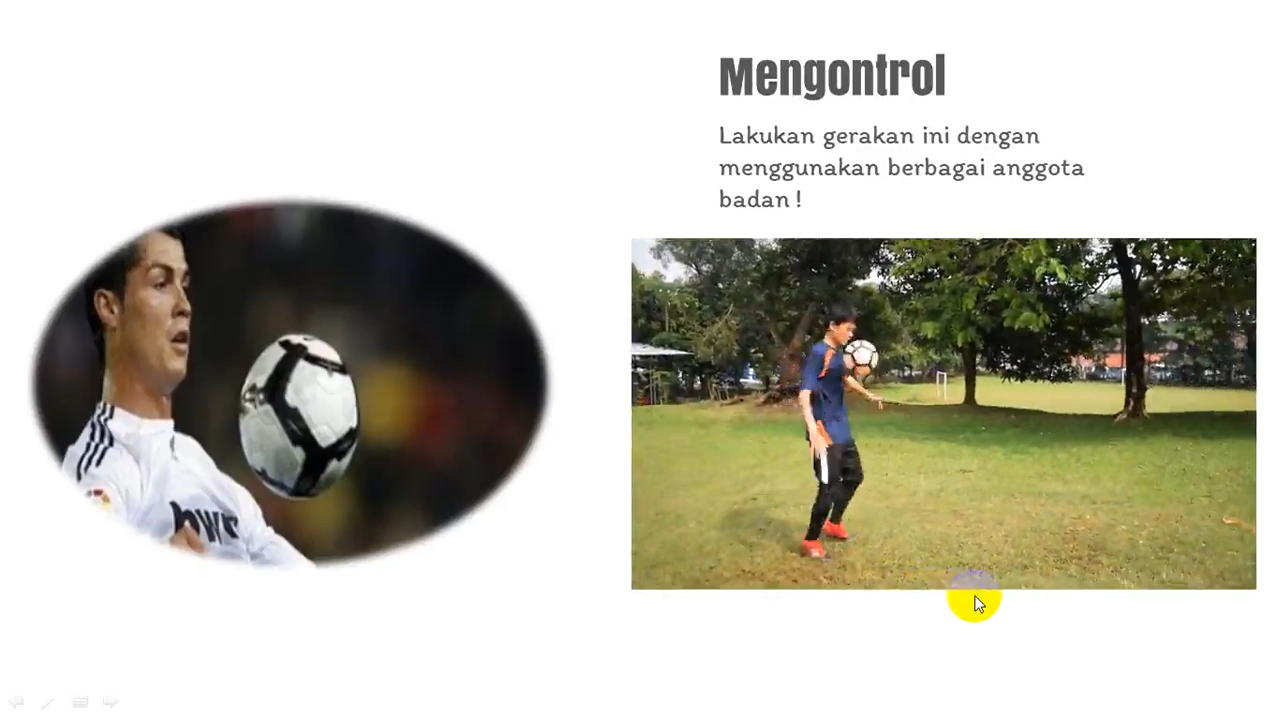 Mengontrol
Lakukan gerakan ini dengan
menggunakan berbagai anggota
badan !